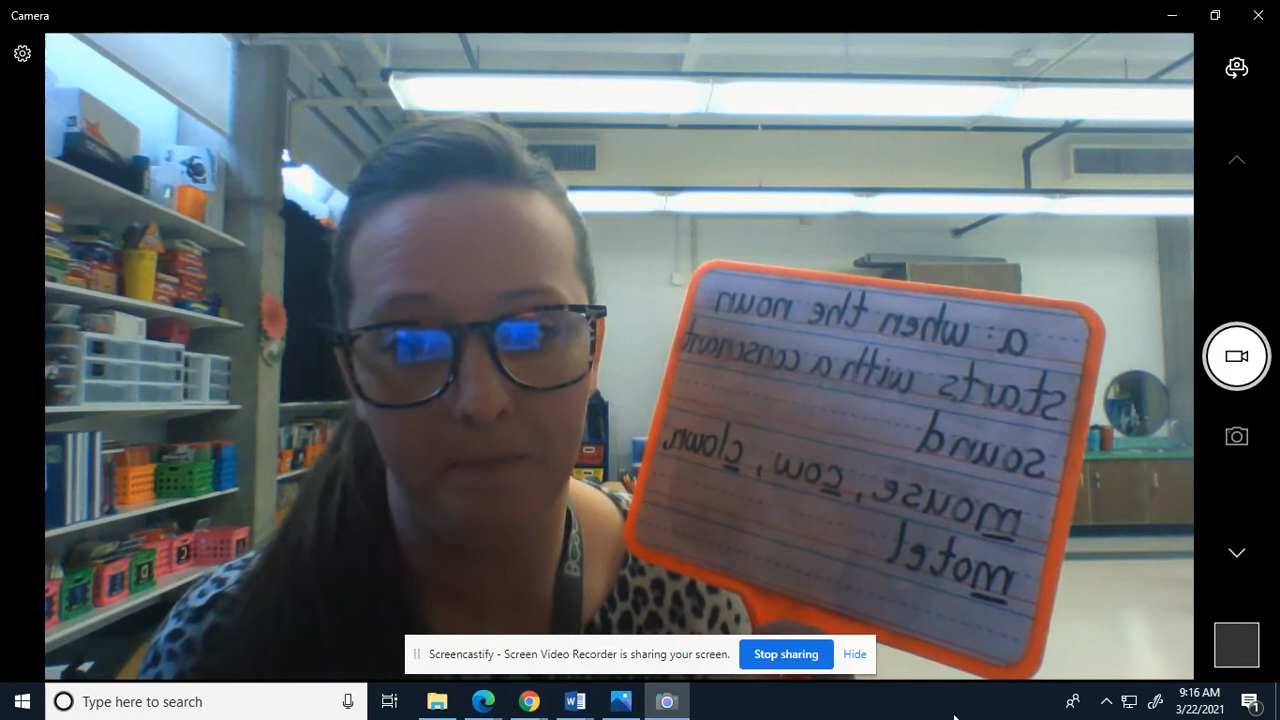 Camera
a: when the noun
starts with a consonant
sound
mouse, cow, clown,
motel
Screencastify - Screen Video Recorder is sharing your screen.
Stop sharing
Hide
Type here to search
9:16 AM
3/22/2021
1